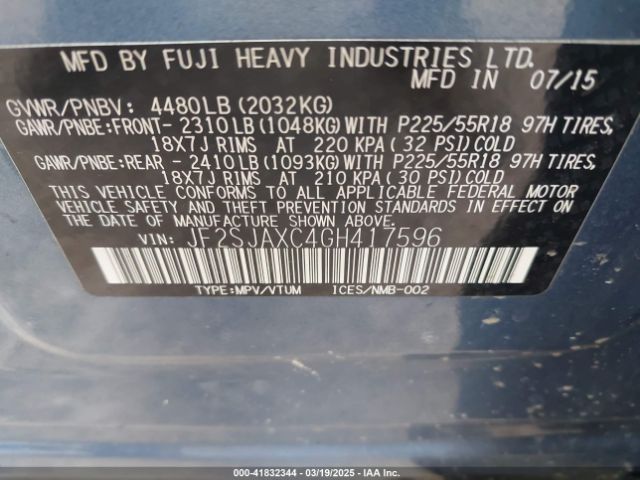 MFD BY FUJI HEAVY INDUSTRIES LTD.
MFD IN 07/15
GVWR/PNBV: 4480LB (2032KG)
GAWR/PNBE:FRONT- 2310LB (1048KG)WITH P225/55R18 97H TIRES,
18X7J RIMS AT 220 KPA ( 32 PSI) COLD
GAWR/PNBE:REAR - 2410LB (1093KG)WITH P225/55R18 97H TIRES,
18X7J RIMS AT 210 KPA ( 30 PSI) COLD
THIS VEHICLE CONFORMS TO ALL APPLICABLE FEDERAL MOTOR
VEHICLE SAFETY AND THEFT PREVENTION STANDARDS IN EFFECT ON
THE DATE OF MANUFACTURE SHOWN ABOVE.
VIN: JF2SJAXC4GH417596
TYPE:MPV/VTUM ICES/NMB-002
000-41832344 | 03/19/2025 - IAA Inc.